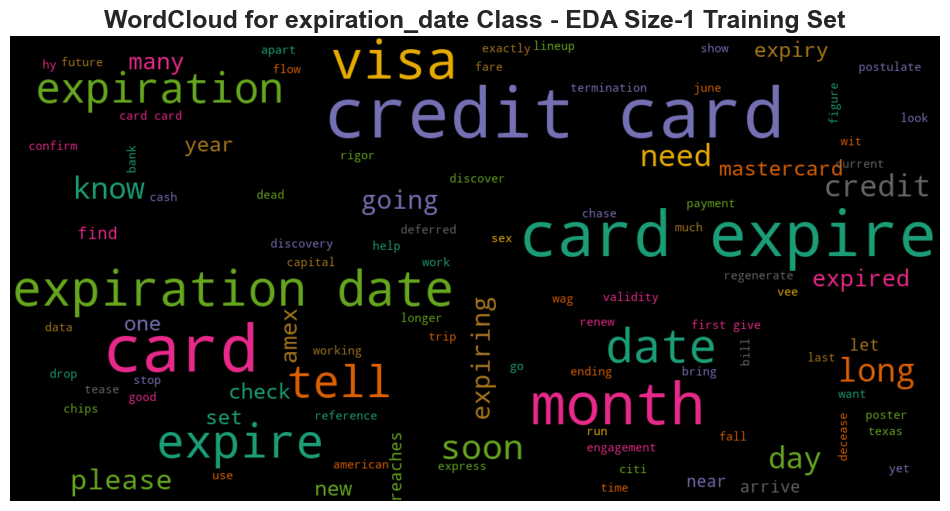 WordCloud for expiration_date Class - EDA Size-1 Training Set
apart
exactly
lineup
show
expiry
hy
future
many
visa
fare
flow
postulate
expiration
termination
june
figure
card card
credit card
look
confirm
bank
year
rigor
need
wit
mastercard
current
know
cash
dead
discover
credit
going
payment
chase
find
deferred
sex
card expire
much
discovery
help
capital
work
regenerate
expired
expiration date
vee
wag
validity
data
one
amex
longer
expiring
renew
first give
trip
card
working
date
bill
let
last
go
ending
bring
long
drop
tease
stop
good
check
tell
want
chips
set
reference
month
poster
decease
texas
run
expire
soon
engagement
fall
reaches
american
express
day
citi
yet
please
use
new
time
near
arrive